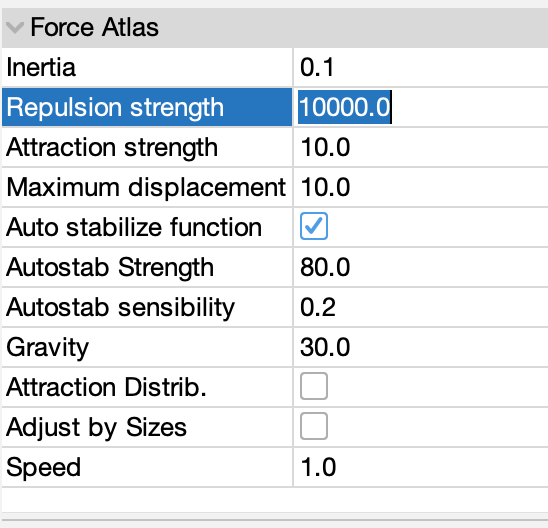 Force Atlas
Inertia 0.1
Repulsion strength 10000.0
Attraction strength 10.0
Maximum displacement 10.0
Auto stabilize function
Autostab Strength 80.0
Autostab sensibility 0.2
Gravity 30.0
Attraction Distrib.
Adjust by Sizes
Speed 1.0